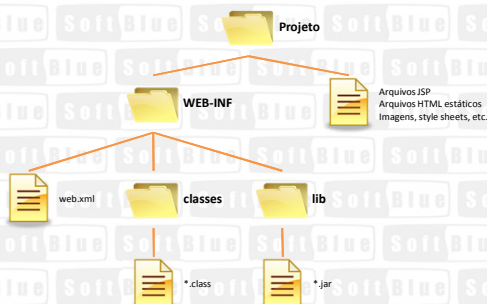 Projeto
WEB-INF
Arquivos JSP
Arquivos HTML estáticos
Imagens, style sheets, etc.
web.xml
classes
lib
*.class
*.jar
Soft Blue